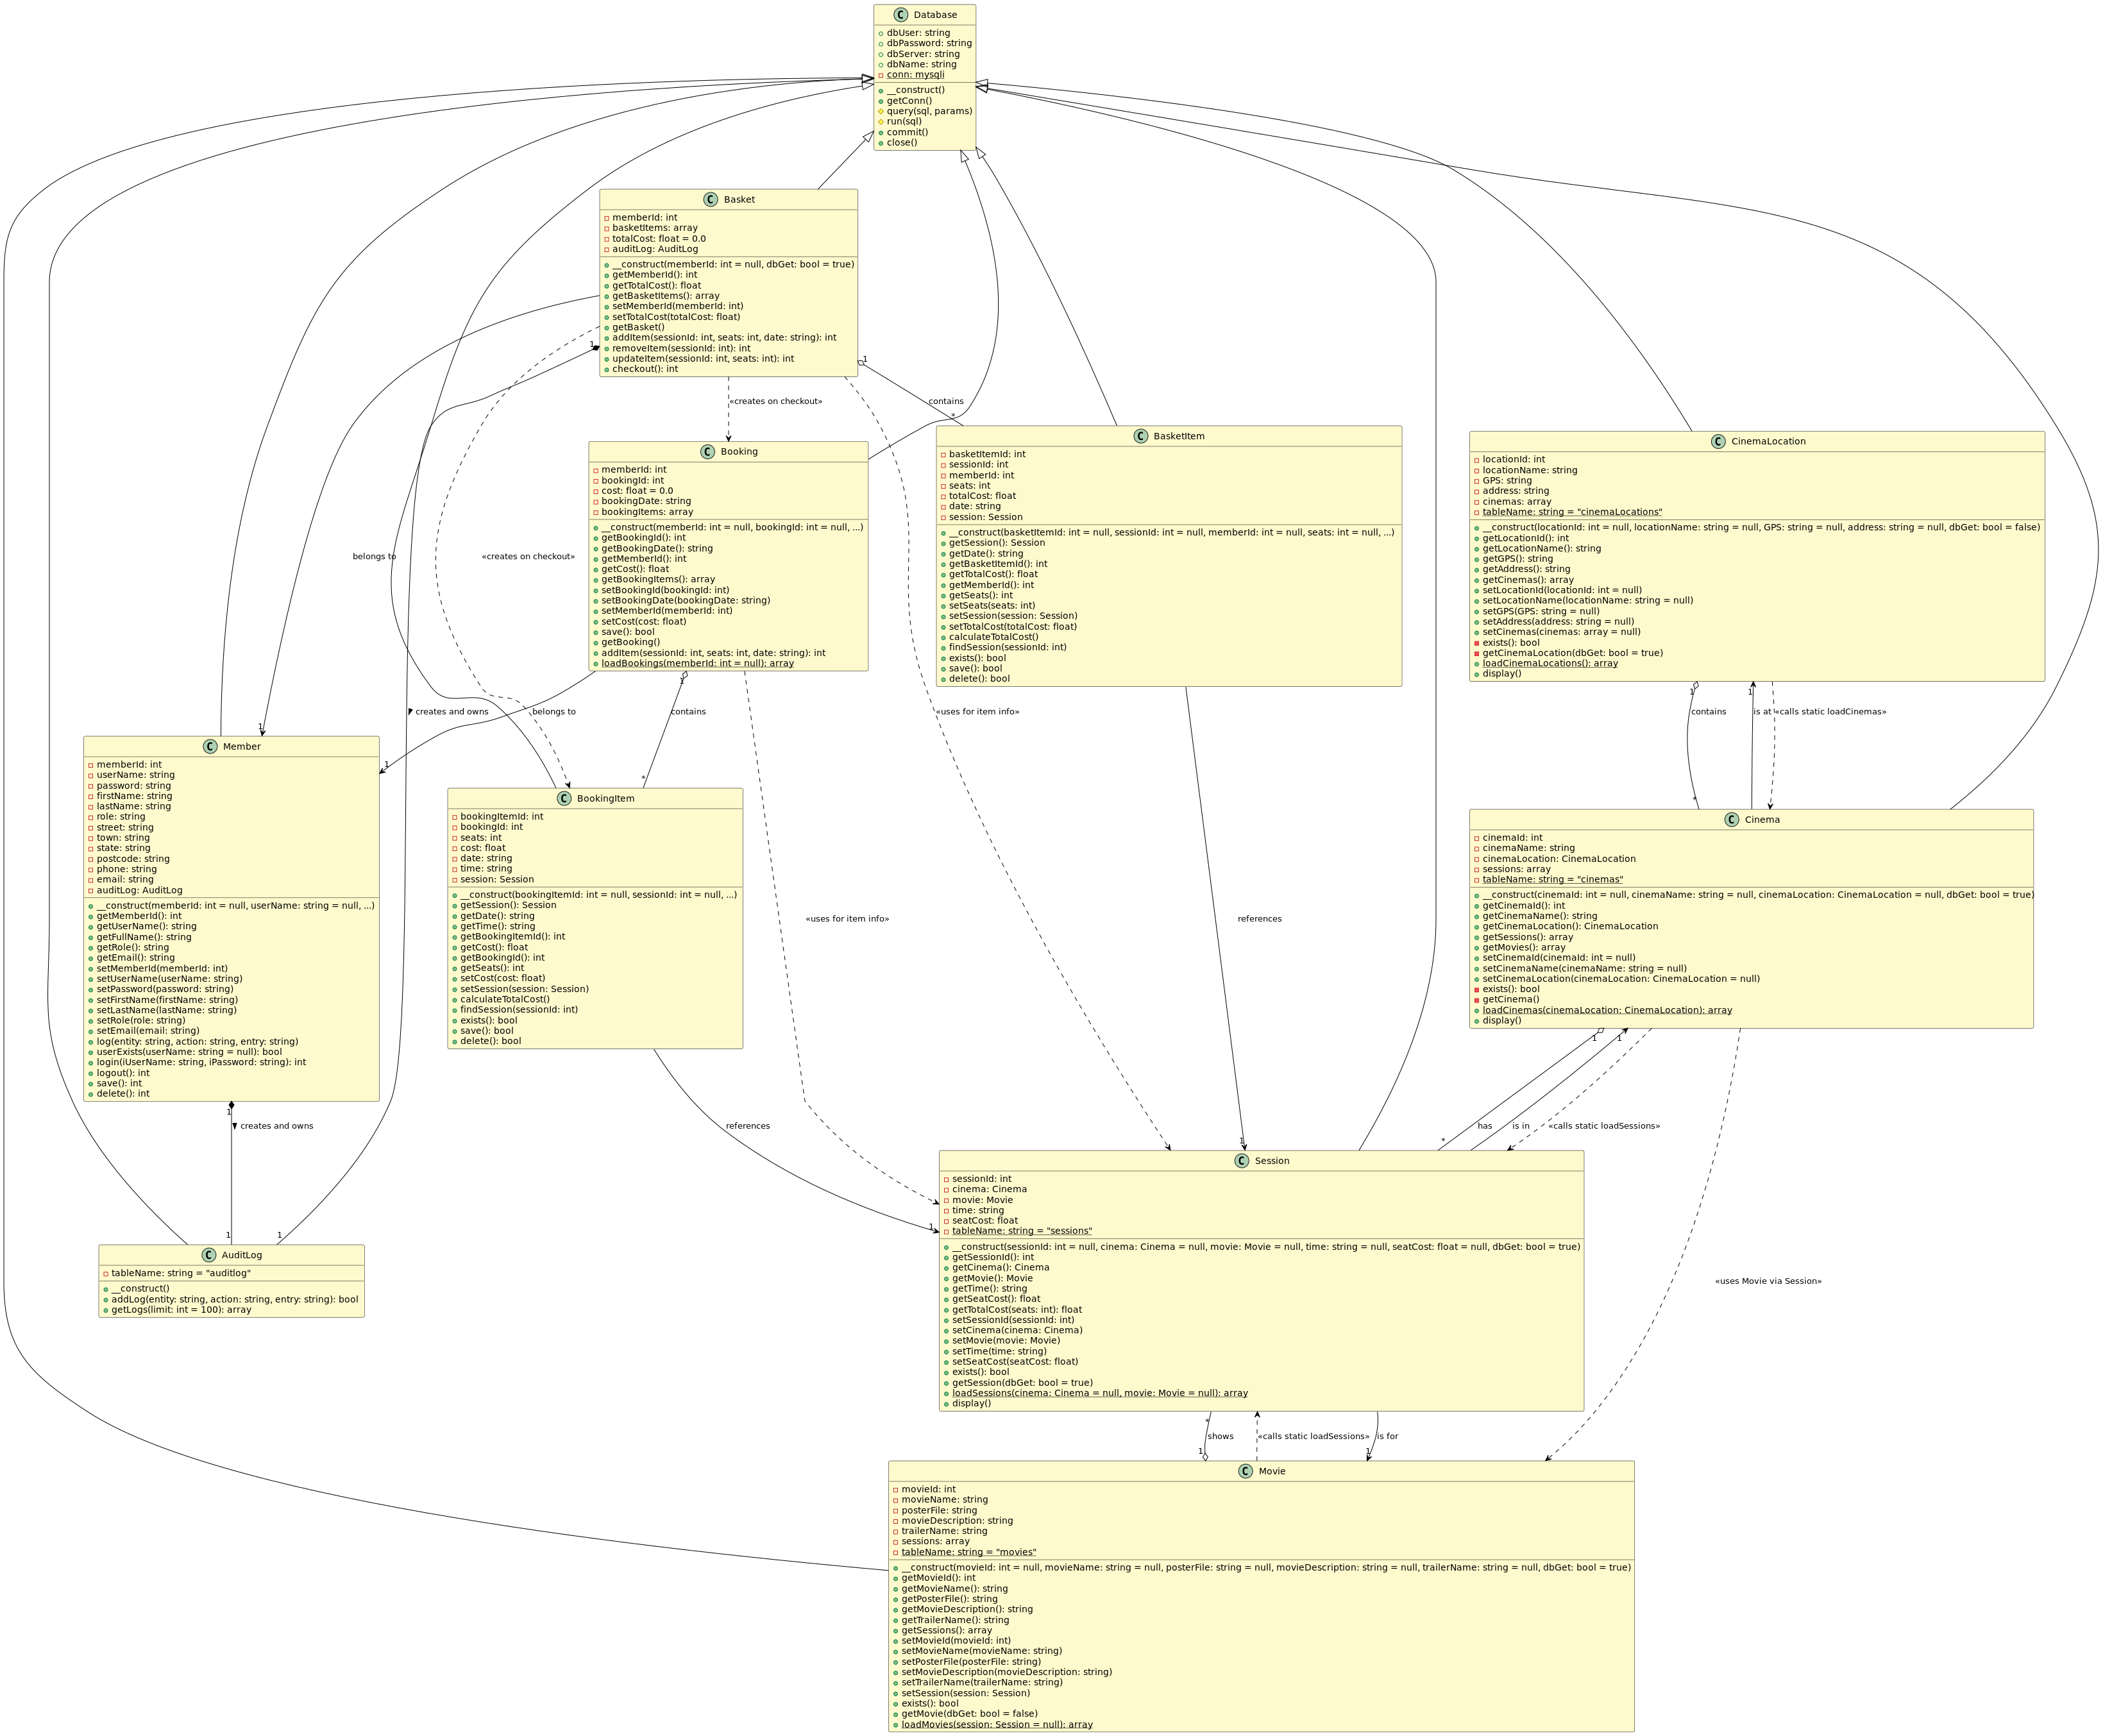 C Database
dbUser: string
dbPassword: string
dbServer: string
dbName: string
conn: mysqli
__construct()
getConn()
query(sql, params)
run(sql)
commit()
close()
C Basket
memberId: int
basketItems: array
totalCost: float = 0.0
auditLog: AuditLog
__construct(memberId: int = null, dbGet: bool = true)
getMemberId(): int
getTotalCost(): float
getBasketItems(): array
setMemberId(memberId: int)
setTotalCost(totalCost: float)
getBasket()
addItem(sessionId: int, seats: int, date: string): int
removeItem(sessionId: int): int
updateItem(sessionId: int, seats: int): int
checkout(): int
1
1
«creates on checkout»
contains
*
C Booking
memberId: int
bookingId: int
cost: float = 0.0
bookingDate: string
bookingItems: array
__construct(memberId: int = null, bookingId: int = null, ...)
getBookingId(): int
getBookingDate(): string
getMemberId(): int
getCost(): float
getBookingItems(): array
setBookingId(bookingId: int)
setBookingDate(bookingDate: string)
setMemberId(memberId: int)
setCost(cost: float)
save(): bool
getBooking()
addItem(sessionId: int, seats: int, date: string): int
loadBookings(memberId: int = null): array
C BasketItem
basketItemId: int
sessionId: int
memberId: int
seats: int
totalCost: float
date: string
session: Session
__construct(basketItemId: int = null, sessionId: int = null, memberId: int = null, seats: int = null, ...)
getSession(): Session
getDate(): string
getBasketItemId(): int
getTotalCost(): float
getMemberId(): int
getSeats(): int
setSeats(seats: int)
setSession(session: Session)
setTotalCost(totalCost: float)
calculateTotalCost()
findSession(sessionId: int)
exists(): bool
save(): bool
delete(): bool
C CinemaLocation
locationId: int
locationName: string
GPS: string
address: string
cinemas: array
tableName: string = "cinemaLocations"
__construct(locationId: int = null, locationName: string = null, GPS: string = null, address: string = null, dbGet: bool = false)
getLocationId(): int
getLocationName(): string
getGPS(): string
getAddress(): string
getCinemas(): array
setLocationId(locationId: int = null)
setLocationName(locationName: string = null)
setGPS(GPS: string = null)
setAddress(address: string = null)
setCinemas(cinemas: array = null)
exists(): bool
getCinemaLocation(dbGet: bool = true)
loadCinemaLocations(): array
display()
belongs to
«creates on checkout»
1
1
1
creates and owns
belongs to
contains
«uses for item info»
contains
is at
«calls static loadCinemas»
1
1
*
*
C Member
memberId: int
userName: string
password: string
firstName: string
lastName: string
role: string
street: string
town: string
state: string
postcode: string
phone: string
email: string
auditLog: AuditLog
__construct(memberId: int = null, userName: string = null, ...)
getMemberId(): int
getUserName(): string
getFullName(): string
getRole(): string
getEmail(): string
setMemberId(memberId: int)
setUserName(userName: string)
setPassword(password: string)
setFirstName(firstName: string)
setLastName(lastName: string)
setRole(role: string)
setEmail(email: string)
log(entity: string, action: string, entry: string)
userExists(userName: string = null): bool
login(iUserName: string, iPassword: string): int
logout(): int
save(): int
delete(): int
C BookingItem
bookingItemId: int
bookingId: int
seats: int
cost: float
date: string
time: string
session: Session
__construct(bookingItemId: int = null, sessionId: int = null, ...)
getSession(): Session
getDate(): string
getTime(): string
getBookingItemId(): int
getCost(): float
getBookingId(): int
getSeats(): int
setCost(cost: float)
setSession(session: Session)
calculateTotalCost()
findSession(sessionId: int)
exists(): bool
save(): bool
delete(): bool
C Cinema
cinemaId: int
cinemaName: string
cinemaLocation: CinemaLocation
sessions: array
tableName: string = "cinemas"
__construct(cinemaId: int = null, cinemaName: string = null, cinemaLocation: CinemaLocation = null, dbGet: bool = true)
getCinemaId(): int
getCinemaName(): string
getCinemaLocation(): CinemaLocation
getSessions(): array
getMovies(): array
setCinemaId(cinemaId: int = null)
setCinemaName(cinemaName: string = null)
setCinemaLocation(cinemaLocation: CinemaLocation = null)
exists(): bool
getCinema()
loadCinemas(cinemaLocation: CinemaLocation): array
display()
«uses for item info»
references
1
1
1
creates and owns
references
has
is in
«calls static loadSessions»
1
*
1
1
1
C Session
sessionId: int
cinema: Cinema
movie: Movie
time: string
seatCost: float
tableName: string = "sessions"
__construct(sessionId: int = null, cinema: Cinema = null, movie: Movie = null, time: string = null, seatCost: float = null, dbGet: bool = true)
getSessionId(): int
getCinema(): Cinema
getMovie(): Movie
getTime(): string
getSeatCost(): float
getTotalCost(seats: int): float
setSessionId(sessionId: int)
setCinema(cinema: Cinema)
setMovie(movie: Movie)
setTime(time: string)
setSeatCost(seatCost: float)
exists(): bool
getSession(dbGet: bool = true)
loadSessions(cinema: Cinema = null, movie: Movie = null): array
display()
C AuditLog
tableName: string = "auditlog"
__construct()
addLog(entity: string, action: string, entry: string): bool
getLogs(limit: int = 100): array
1
«uses Movie via Session»
*
shows
«calls static loadSessions»
is for
1
1
C Movie
movieId: int
movieName: string
posterFile: string
movieDescription: string
trailerName: string
sessions: array
tableName: string = "movies"
__construct(movieId: int = null, movieName: string = null, posterFile: string = null, movieDescription: string = null, trailerName: string = null, dbGet: bool = true)
getMovieId(): int
getMovieName(): string
getPosterFile(): string
getMovieDescription(): string
getTrailerName(): string
getSessions(): array
setMovieId(movieId: int)
setMovieName(movieName: string)
setPosterFile(posterFile: string)
setMovieDescription(movieDescription: string)
setTrailerName(trailerName: string)
setSession(session: Session)
exists(): bool
getMovie(dbGet: bool = false)
loadMovies(session: Session = null): array